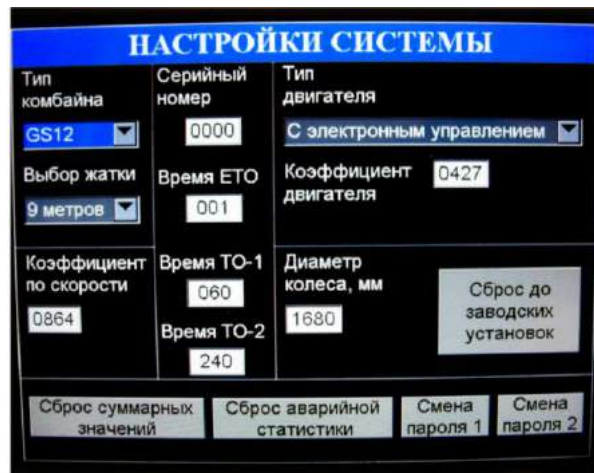 НАСТРОЙКИ СИСТЕМЫ
Тип
комбайна
GS12
Выбор жатки
9 метров
Серийный
номер
0000
Время ЕТО
001
Тип
двигателя
С электронным управлением
Коэффициент
двигателя
0427
Коэффициент
по скорости
0864
Время ТО-1
060
Время ТО-2
240
Диаметр
колеса, мм
1680
Сброс до
заводских
установок
Сброс суммарных
значений
Сброс аварийной
статистики
Смена
пароля 1
Смена
пароля 2